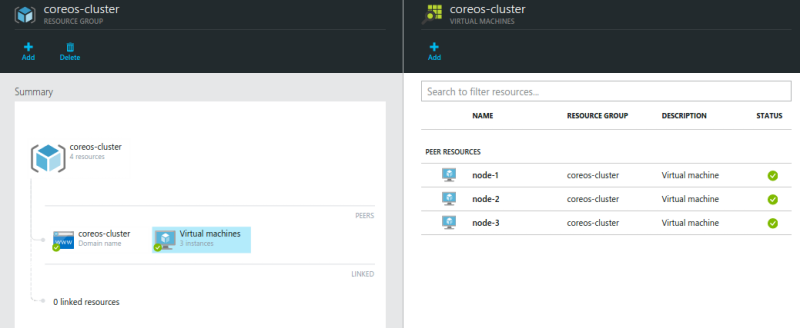 coreos-cluster
RESOURCE GROUP
Add
Delete
Summary
coreos-cluster
4 resources
PEERS
coreos-cluster
Domain name
Virtual machines
3 instances
LINKED
0 linked resources
coreos-cluster
VIRTUAL MACHINES
Add
Search to filter resources...
NAME RESOURCE GROUP DESCRIPTION STATUS
PEER RESOURCES
node-1 coreos-cluster Virtual machine
node-2 coreos-cluster Virtual machine
node-3 coreos-cluster Virtual machine
WWW